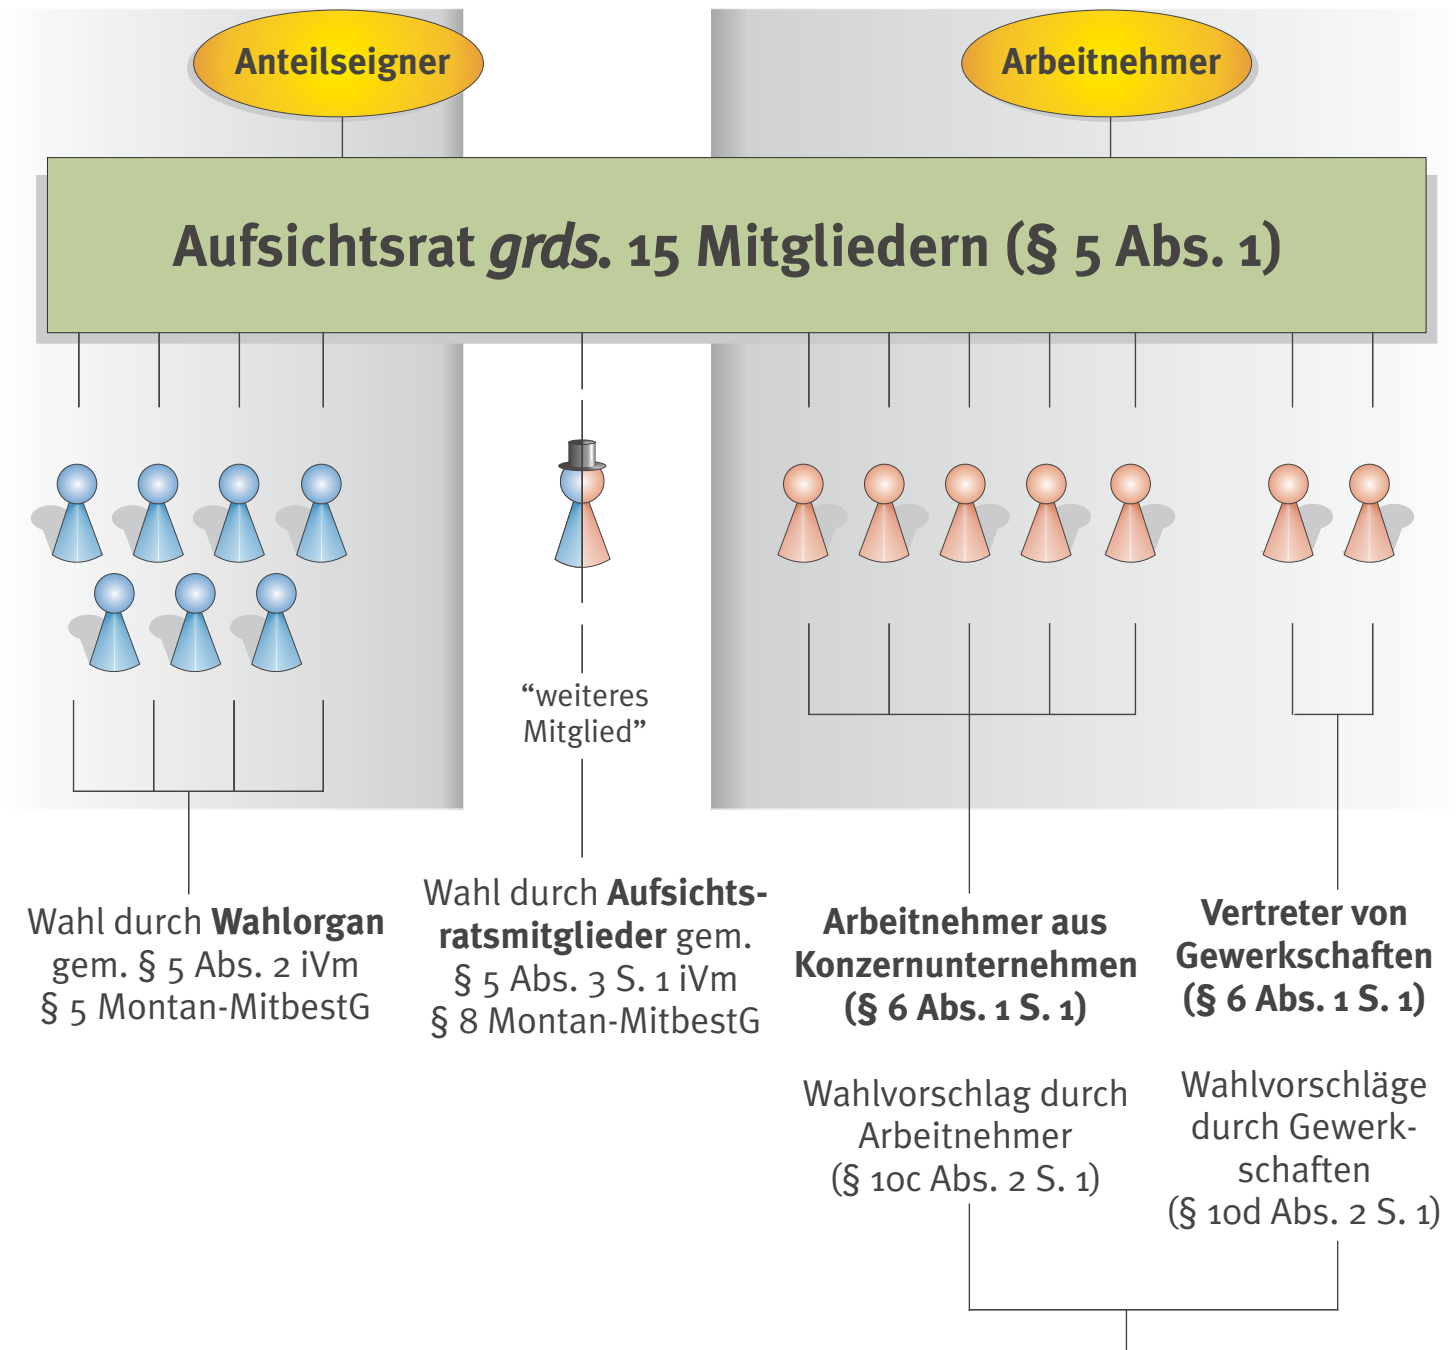 Anteilseigner
Arbeitnehmer
Aufsichtsrat grds. 15 Mitgliedern (§ 5 Abs. 1)
“weiteres
Mitglied”
Wahl durch Wahlorgan
gem. § 5 Abs. 2 iVm
§ 5 Montan-MitbestG
Wahl durch Aufsichts-
ratsmitglieder gem.
§ 5 Abs. 3 S. 1 iVm
§ 8 Montan-MitbestG
Arbeitnehmer aus
Konzernunternehmen
(§ 6 Abs. 1 S. 1)
Wahlvorschlag durch
Arbeitnehmer
(§ 10c Abs. 2 S. 1)
Vertreter von
Gewerkschaften
(§ 6 Abs. 1 S. 1)
Wahlvorschläge
durch Gewerk-
schaften
(§ 10d Abs. 2 S. 1)